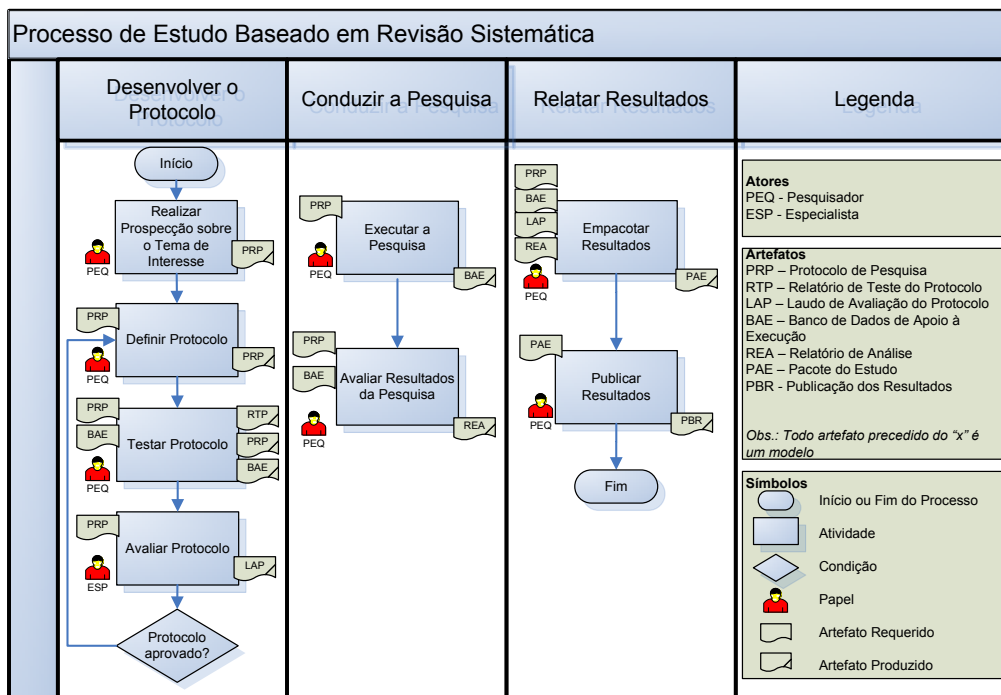 Processo de Estudo Baseado em Revisão Sistemática
Desenvolver o
Protocolo
Início
Realizar
Prospecção sobre
o Tema de
Interesse
PRP
PEQ
PRP
Definir Protocolo
PRP
PEQ
PRP
BAE
Testar Protocolo
RTP
PRP
BAE
PEQ
PRP
Avaliar Protocolo
LAP
ESP
Protocolo
aprovado?
Conduzir a Pesquisa
PRP
Executar a
Pesquisa
BAE
PEQ
PRP
BAE
Avaliar Resultados
da Pesquisa
REA
PEQ
Relatar Resultados
PRP
BAE
LAP
REA
Empacotar
Resultados
PAE
PEQ
PAE
Publicar
Resultados
PBR
PEQ
Fim
Legenda
Atores
PEQ - Pesquisador
ESP - Especialista
Artefatos
PRP – Protocolo de Pesquisa
RTP – Relatório de Teste do Protocolo
LAP – Laudo de Avaliação do Protocolo
BAE – Banco de Dados de Apoio à
Execução
REA – Relatório de Análise
PAE – Pacote do Estudo
PBR - Publicação dos Resultados
Obs.: Todo artefato precedido do “x” é
um modelo
Símbolos
Início ou Fim do Processo
Atividade
Condição
Papel
Artefato Requerido
Artefato Produzido